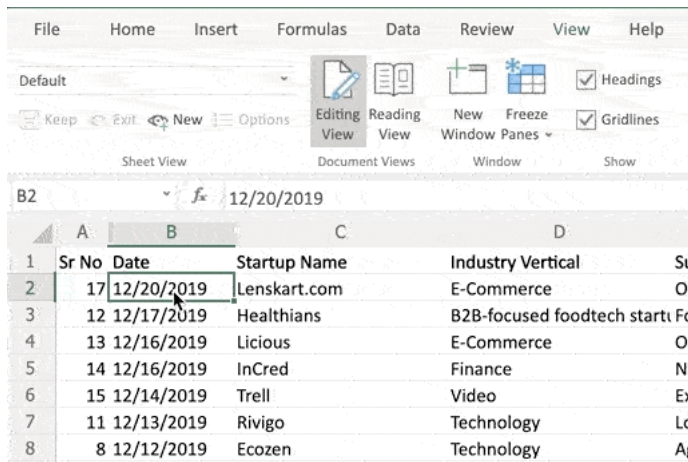 File Home Insert Formulas Data Review View Help
Default
Keep Exit New Options
Editing View Reading View New Window Freeze Panes
Headings
Gridlines
Sheet View Document Views Window Show
B2 fx 12/20/2019
A B C D
1 Sr No Date Startup Name Industry Vertical
2 17 12/20/2019 Lenskart.com E-Commerce
3 12 12/17/2019 Healthians B2B-focused foodtech
4 13 12/16/2019 Licious E-Commerce
5 14 12/16/2019 InCred Finance
6 15 12/14/2019 Trell Video
7 11 12/13/2019 Rivigo Technology
8 8 12/12/2019 Ecozen Technology